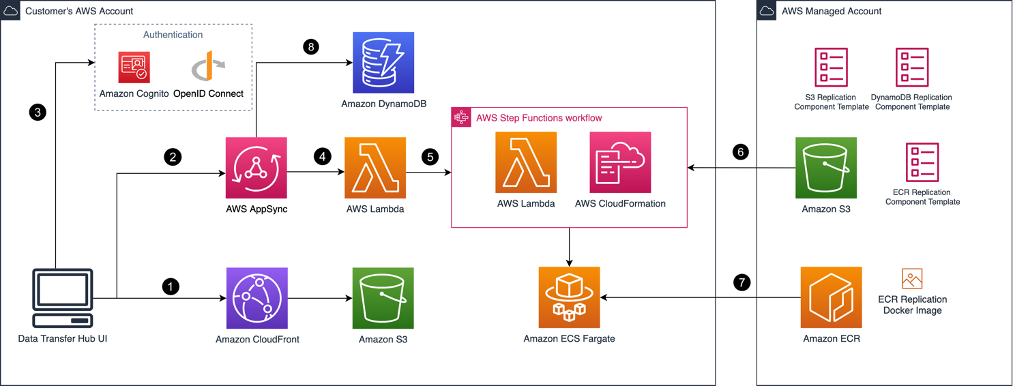 Customer's AWS Account
Authentication
Amazon Cognito
OpenID Connect
8
Amazon DynamoDB
3
AWS Step Functions workflow
2
4
5
AWS AppSync
AWS Lambda
AWS Lambda
AWS CloudFormation
1
Data Transfer Hub UI
Amazon CloudFront
Amazon S3
Amazon ECS Fargate
AWS Managed Account
S3 Replication
Component Template
DynamoDB Replication
Component Template
6
Amazon S3
ECR Replication
Component Template
7
Amazon ECR
ECR Replication
Docker Image